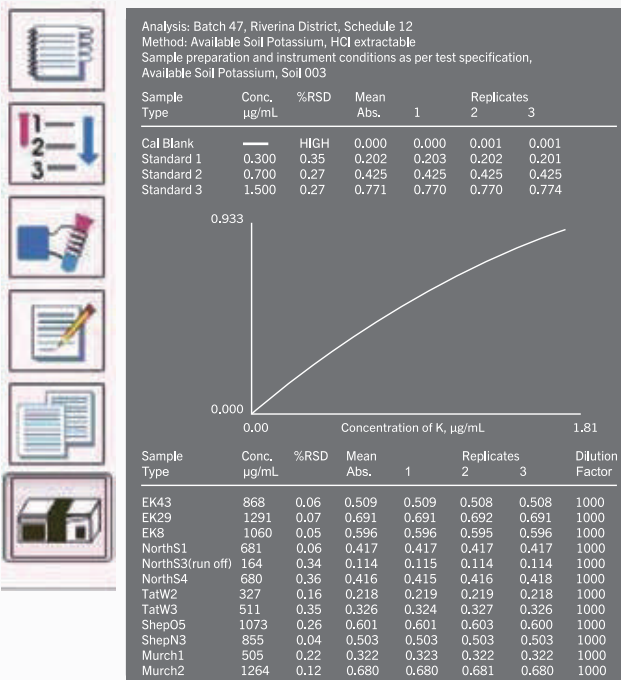 Analysis: Batch 47, Riverina District, Schedule 12
Method: Available Soil Potassium, HCl extractable
Sample preparation and instrument conditions as per test specification,
Available Soil Potassium, Soil 003
Sample Conc. %RSD Mean Replicates
Type µg/mL Abs. 1 2 3
Cal Blank — HIGH 0.000 0.000 0.001 0.001
Standard 1 0.300 0.35 0.202 0.203 0.202 0.201
Standard 2 0.700 0.27 0.425 0.425 0.425 0.425
Standard 3 1.500 0.27 0.771 0.770 0.770 0.774
0.933
0.000
0.00 Concentration of K, µg/mL 1.81
Sample Conc. %RSD Mean Replicates Dilution
Type µg/mL Abs. 1 2 3 Factor
EK43 868 0.06 0.509 0.509 0.508 0.508 1000
EK29 1291 0.07 0.691 0.691 0.692 0.691 1000
EK8 1060 0.05 0.596 0.596 0.595 0.596 1000
NorthS1 681 0.06 0.417 0.417 0.417 0.417 1000
NorthS3(run off) 164 0.34 0.114 0.115 0.114 0.114 1000
NorthS4 680 0.36 0.416 0.415 0.416 0.418 1000
TatW2 327 0.16 0.218 0.219 0.219 0.218 1000
TatW3 511 0.35 0.326 0.324 0.327 0.326 1000
ShepO5 1073 0.26 0.601 0.601 0.603 0.600 1000
ShepN3 855 0.04 0.503 0.503 0.503 0.503 1000
Murch1 505 0.22 0.322 0.323 0.322 0.322 1000
Murch2 1264 0.12 0.680 0.680 0.681 0.680 1000
1
2
3